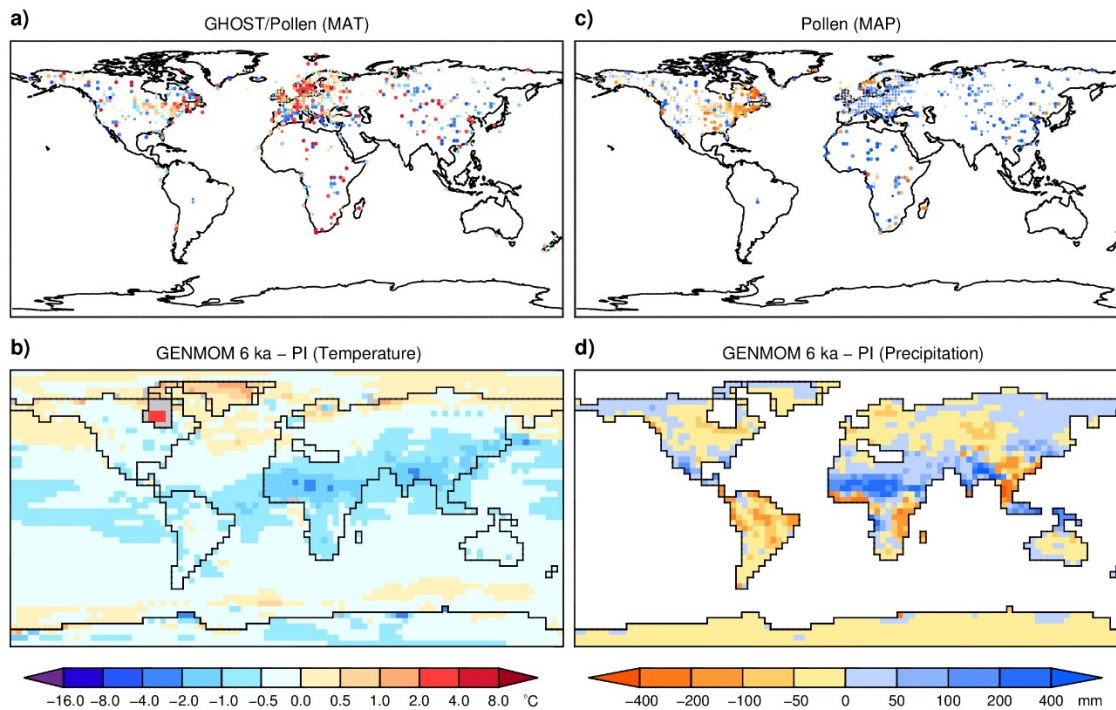 a) GHOST/Pollen (MAT)
c) Pollen (MAP)
b) GENMOM 6 ka − PI (Temperature)
d) GENMOM 6 ka − PI (Precipitation)
−16.0 −8.0 −4.0 −2.0 −1.0 −0.5 0.0 0.5 1.0 2.0 4.0 8.0 °C
−400 −200 −100 −50 0 50 100 200 400 mm